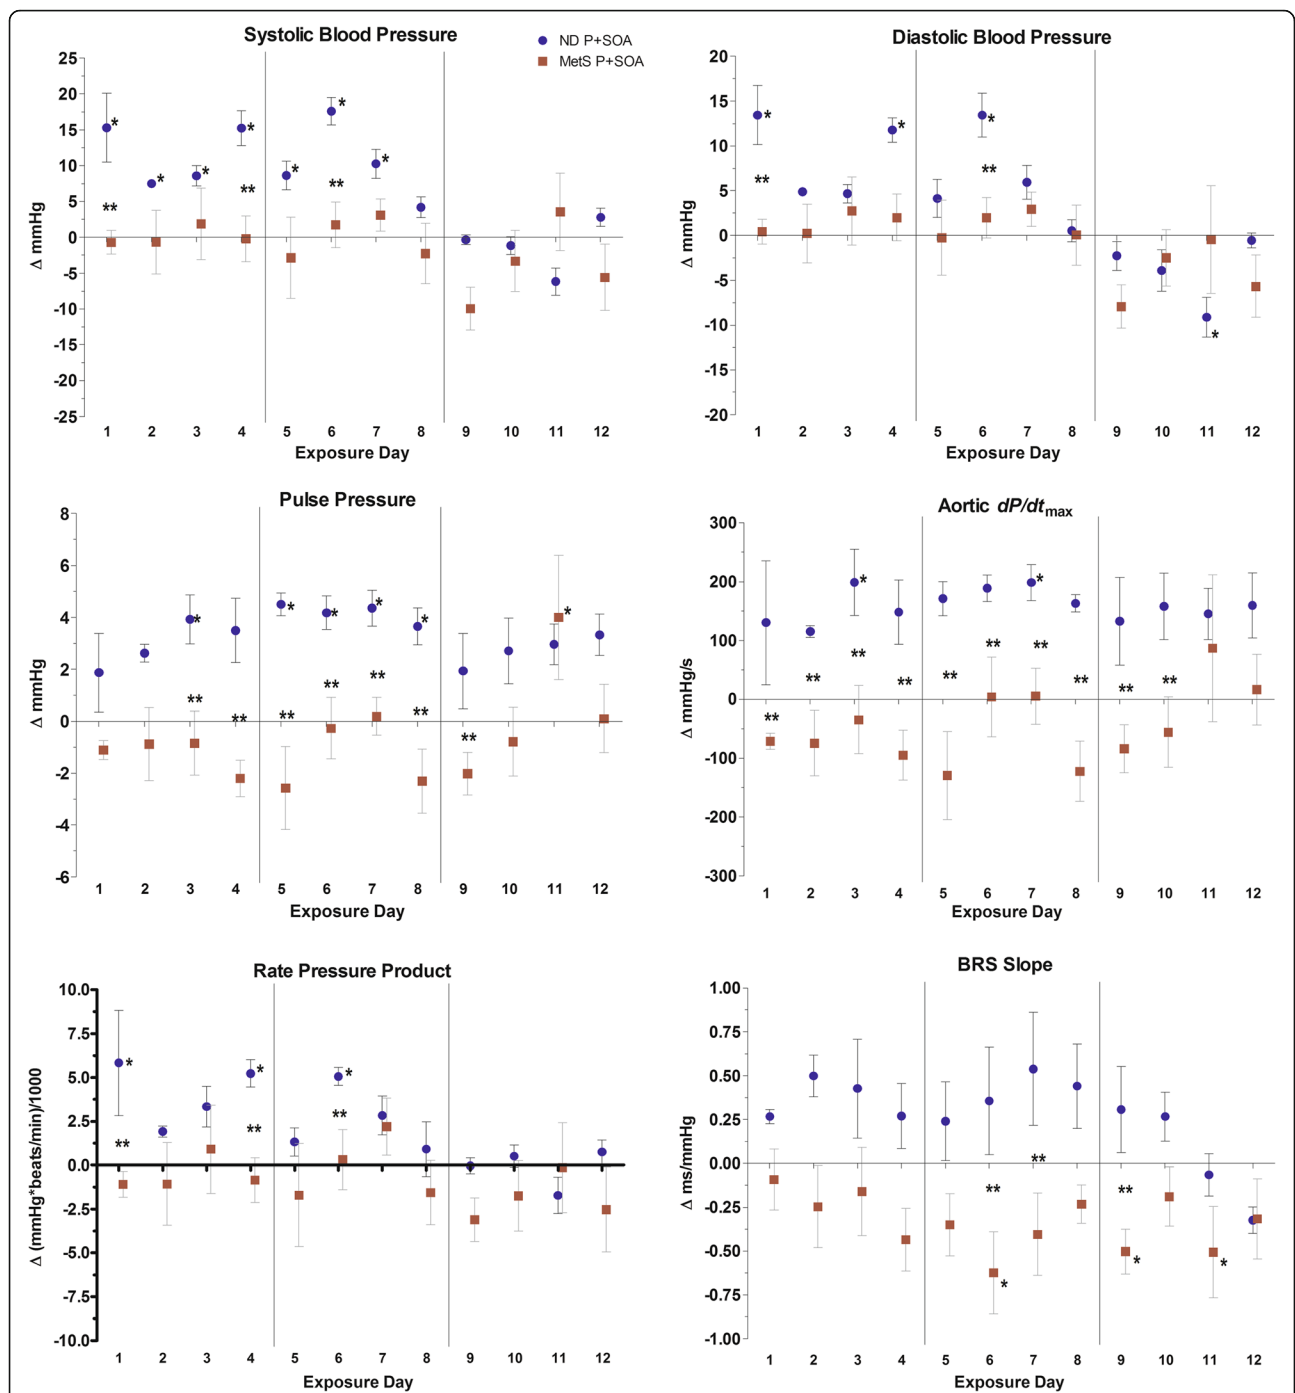 Systolic Blood Pressure
ND P+SOA
MetS P+SOA
Δ mmHg
25
20
15
10
5
0
-5
-10
-15
-20
-25
* * * * * * *
** ** **
1 2 3 4 5 6 7 8 9 10 11 12
Exposure Day
Diastolic Blood Pressure
Δ mmHg
20
15
10
5
0
-5
-10
-15
-20
* * * *
** **
1 2 3 4 5 6 7 8 9 10 11 12
Exposure Day
Pulse Pressure
Δ mmHg
8
6
4
2
0
-2
-4
-6
* * * * * *
** ** ** ** ** ** **
1 2 3 4 5 6 7 8 9 10 11 12
Exposure Day
Aortic dP/dtmax
Δ mmHg/s
300
200
100
0
-100
-200
-300
* *
** ** ** ** ** ** ** ** ** **
1 2 3 4 5 6 7 8 9 10 11 12
Exposure Day
Rate Pressure Product
Δ (mmHg*beats/min)/1000
10.0
7.5
5.0
2.5
0.0
-2.5
-5.0
-7.5
-10.0
* * *
** ** **
1 2 3 4 5 6 7 8 9 10 11 12
Exposure Day
BRS Slope
Δ ms/mmHg
1.00
0.75
0.50
0.25
0.00
-0.25
-0.50
-0.75
-1.00
** ** **
* * *
1 2 3 4 5 6 7 8 9 10 11 12
Exposure Day